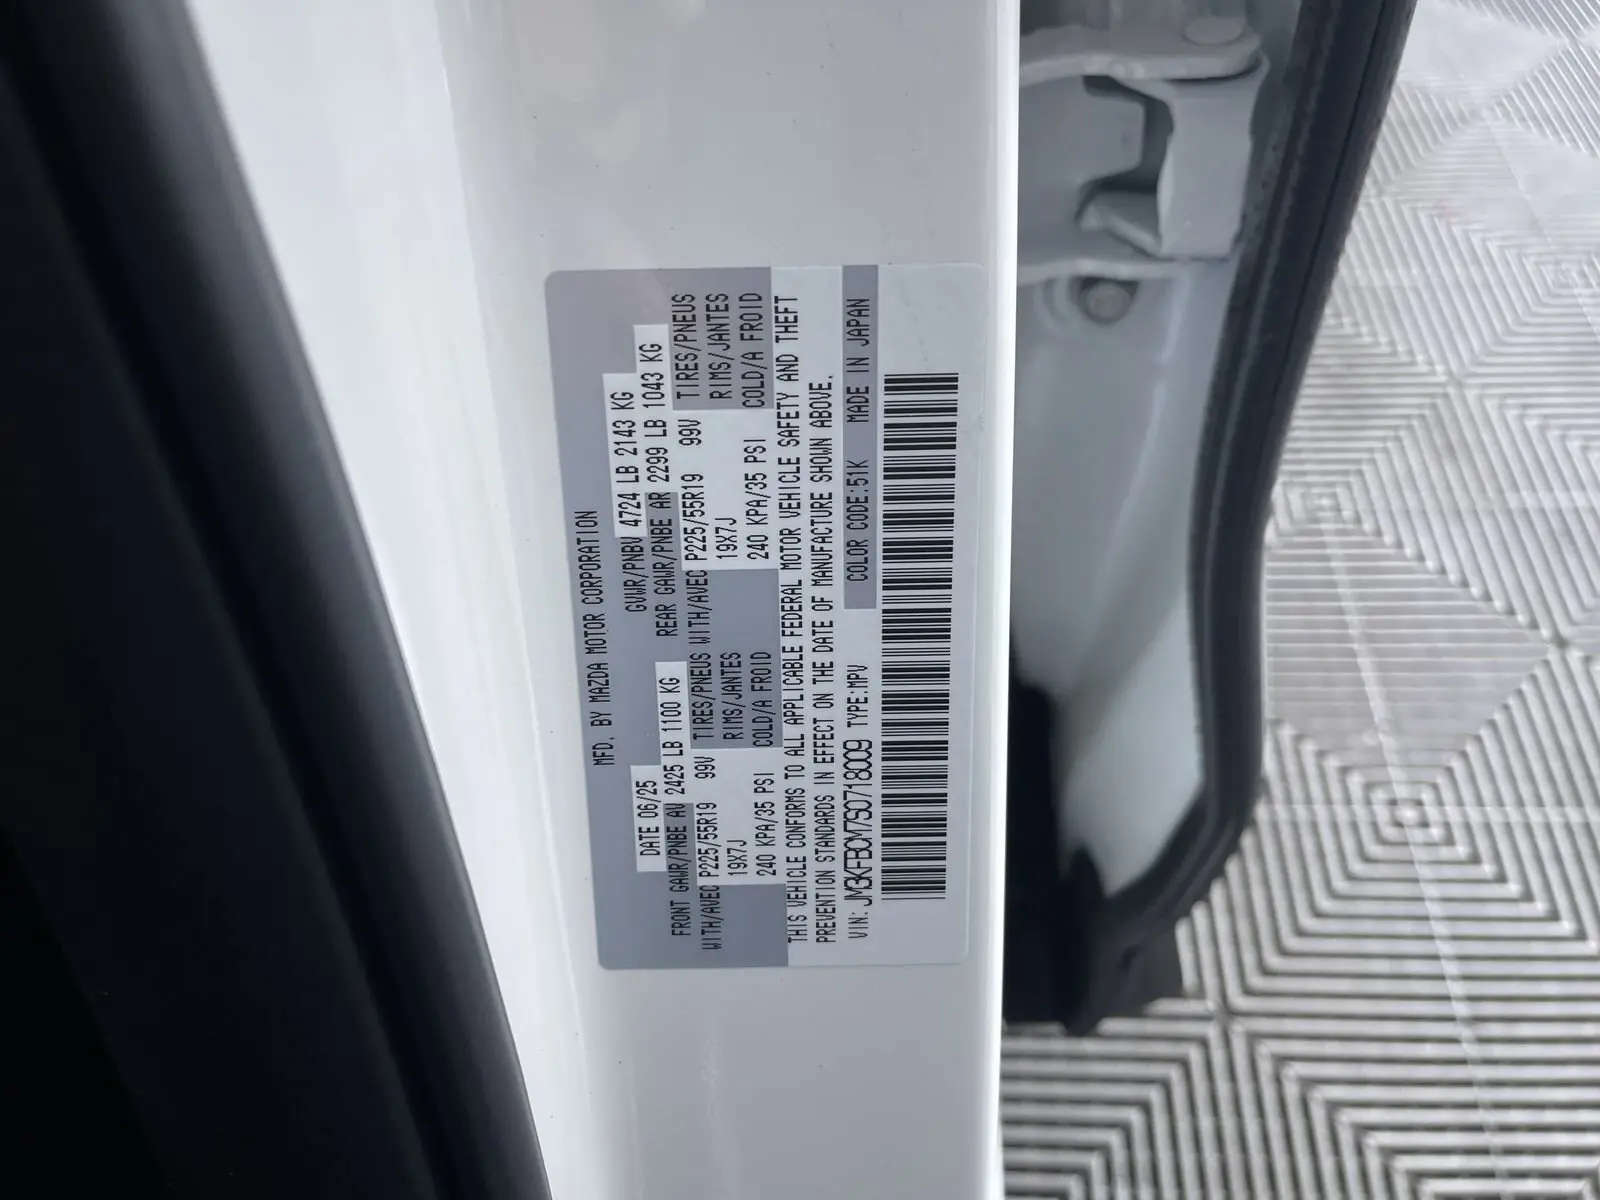 MFD. BY MAZDA MOTOR CORPORATION
DATE 06/25 GVWR/PNBV 4724 LB 2143 KG
FRONT GAWR/PNBE AV 2425 LB 1100 KG REAR GAWR/PNBE AR 2299 LB 1043 KG
WITH/AVEC P225/55R19 99V TIRES/PNEUS WITH/AVEC P225/55R19 99V TIRES/PNEUS
19X7J RIMS/JANTES 19X7J RIMS/JANTES
240 KPA/35 PSI COLD/A FROID 240 KPA/35 PSI COLD/A FROID
THIS VEHICLE CONFORMS TO ALL APPLICABLE FEDERAL MOTOR VEHICLE SAFETY AND THEFT
PREVENTION STANDARDS IN EFFECT ON THE DATE OF MANUFACTURE SHOWN ABOVE.
VIN: JM3KFBCM7S0718009 TYPE:MPV COLOR CODE:51K MADE IN JAPAN